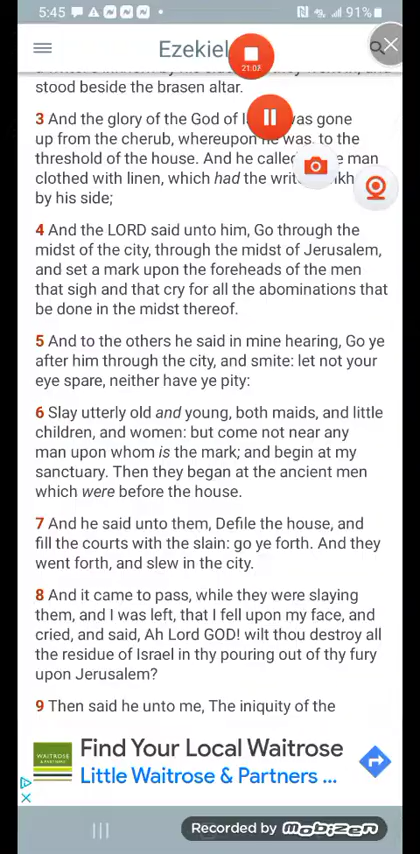 5:45 91%
Ezekiel
21:07
stood beside the brasen altar.
3 And the glory of the God of was gone
up from the cherub, whereupon he was, to the
threshold of the house. And he called man
clothed with linen, which had the
by his side;
4 And the LORD said unto him, Go through the
midst of the city, through the midst of Jerusalem,
and set a mark upon the foreheads of the men
that sigh and that cry for all the abominations that
be done in the midst thereof.
5 And to the others he said in mine hearing, Go ye
after him through the city, and smite: let not your
eye spare, neither have ye pity:
6 Slay utterly old and young, both maids, and little
children, and women: but come not near any
man upon whom is the mark; and begin at my
sanctuary. Then they began at the ancient men
which were before the house.
7 And he said unto them, Defile the house, and
fill the courts with the slain: go ye forth. And they
went forth, and slew in the city.
8 And it came to pass, while they were slaying
them, and I was left, that I fell upon my face, and
cried, and said, Ah Lord GOD! wilt thou destroy all
the residue of Israel in thy pouring out of thy fury
upon Jerusalem?
9 Then said he unto me, The iniquity of the
WAITROSE
& PARTNERS
Find Your Local Waitrose
Little Waitrose & Partners ...
Recorded by mobizen